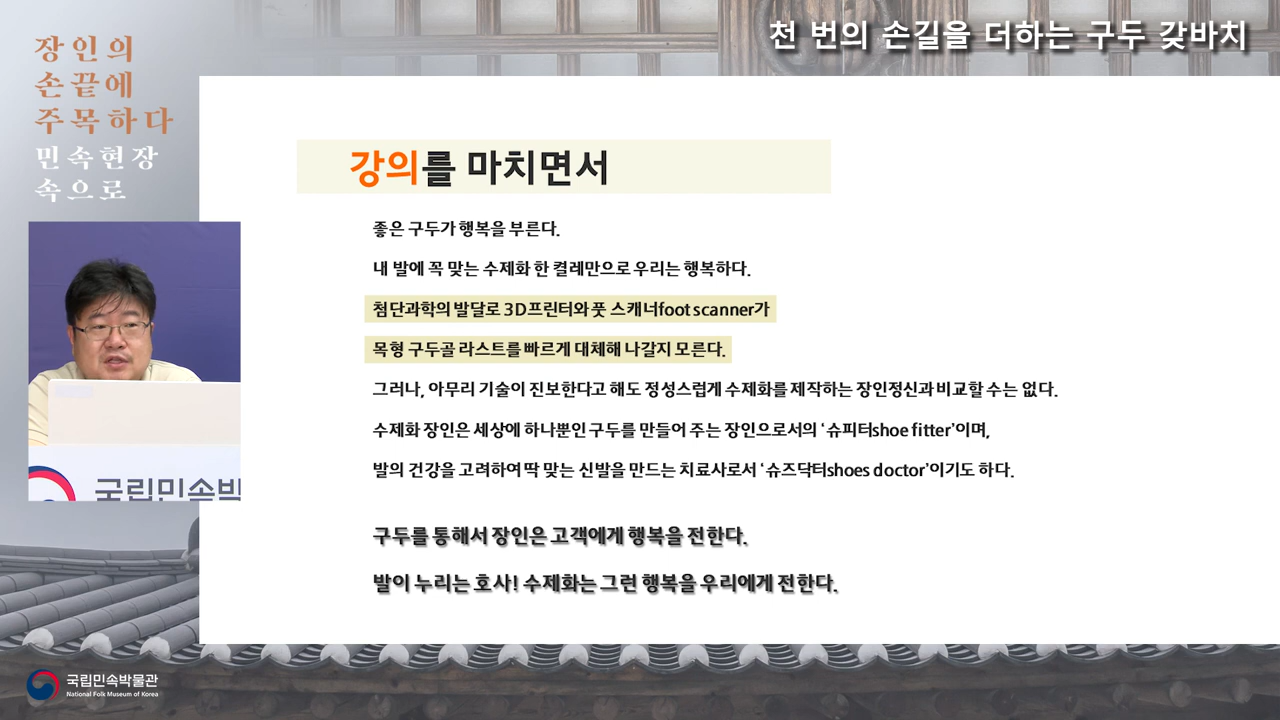 장인의
손끝에
주목하다
민속현장
속으로
천 번의 손길을 더하는 구두 갖바치
강의를 마치면서
좋은 구두가 행복을 부른다.
내 발에 꼭 맞는 수제화 한 켤레만으로 우리는 행복하다.
첨단과학의 발달로 3D프린터와 풋 스캐너foot scanner가
목형 구두골 라스트를 빠르게 대체해 나갈지 모른다.
그러나, 아무리 기술이 진보한다고 해도 정성스럽게 수제화를 제작하는 장인정신과 비교할 수는 없다.
수제화 장인은 세상에 하나뿐인 구두를 만들어 주는 장인으로서의 ‘슈피터shoe fitter’이며,
발의 건강을 고려하여 딱 맞는 신발을 만드는 치료사로서 ‘슈즈닥터shoes doctor’이기도 하다.
구두를 통해서 장인은 고객에게 행복을 전한다.
발이 누리는 호사! 수제화는 그런 행복을 우리에게 전한다.
국립민속박
국립민속박물관
National Folk Museum of Korea